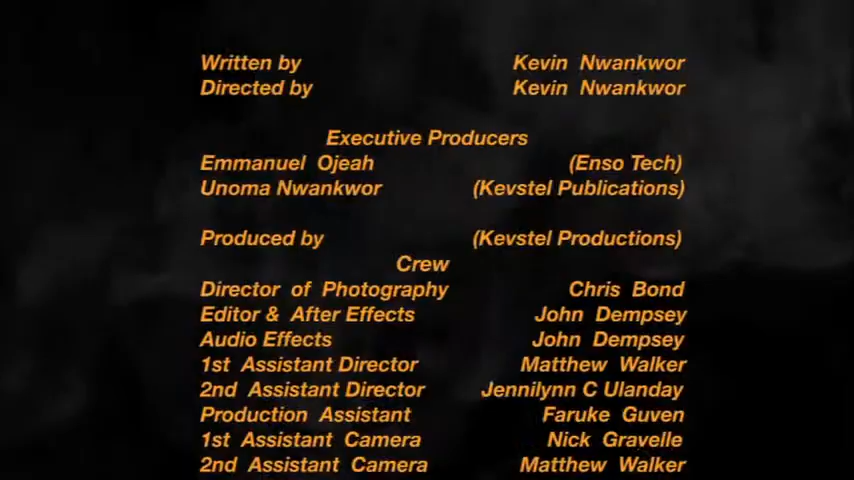 Written by Kevin Nwankwor
Directed by Kevin Nwankwor
Executive Producers
Emmanuel Ojeah (Enso Tech)
Unoma Nwankwor (Kevstel Publications)
Produced by (Kevstel Productions)
Crew
Director of Photography Chris Bond
Editor & After Effects John Dempsey
Audio Effects John Dempsey
1st Assistant Director Matthew Walker
2nd Assistant Director Jennilynn C Ulanday
Production Assistant Faruke Guven
1st Assistant Camera Nick Gravelle
2nd Assistant Camera Matthew Walker